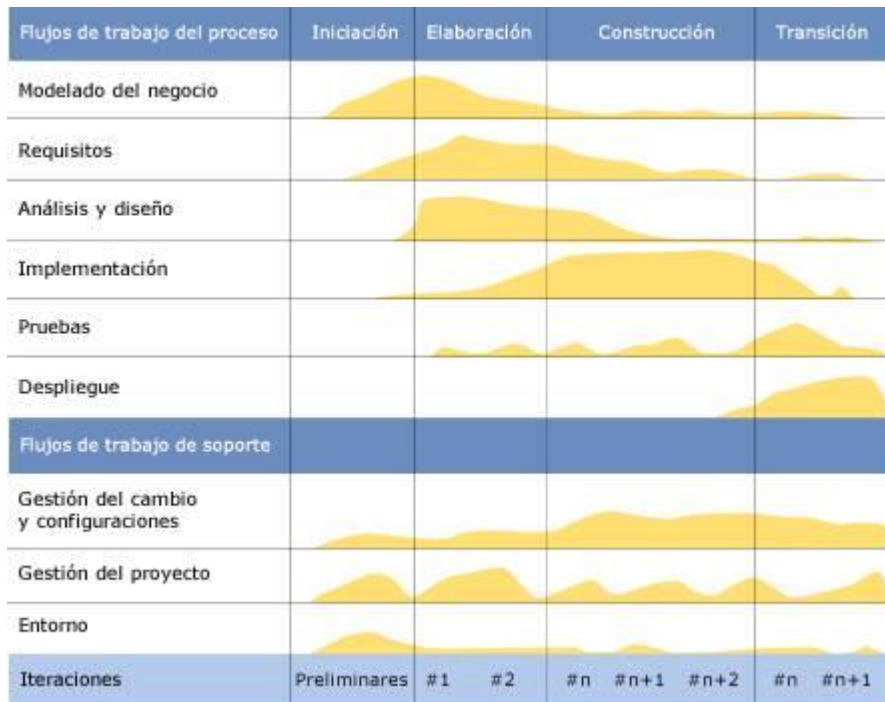 Flujos de trabajo del proceso Iniciación Elaboración Construcción Transición
Modelado del negocio
Requisitos
Análisis y diseño
Implementación
Pruebas
Despliegue
Flujos de trabajo de soporte
Gestión del cambio
y configuraciones
Gestión del proyecto
Entorno
Iteraciones Preliminares #1 #2 #n #n+1 #n+2 #n #n+1